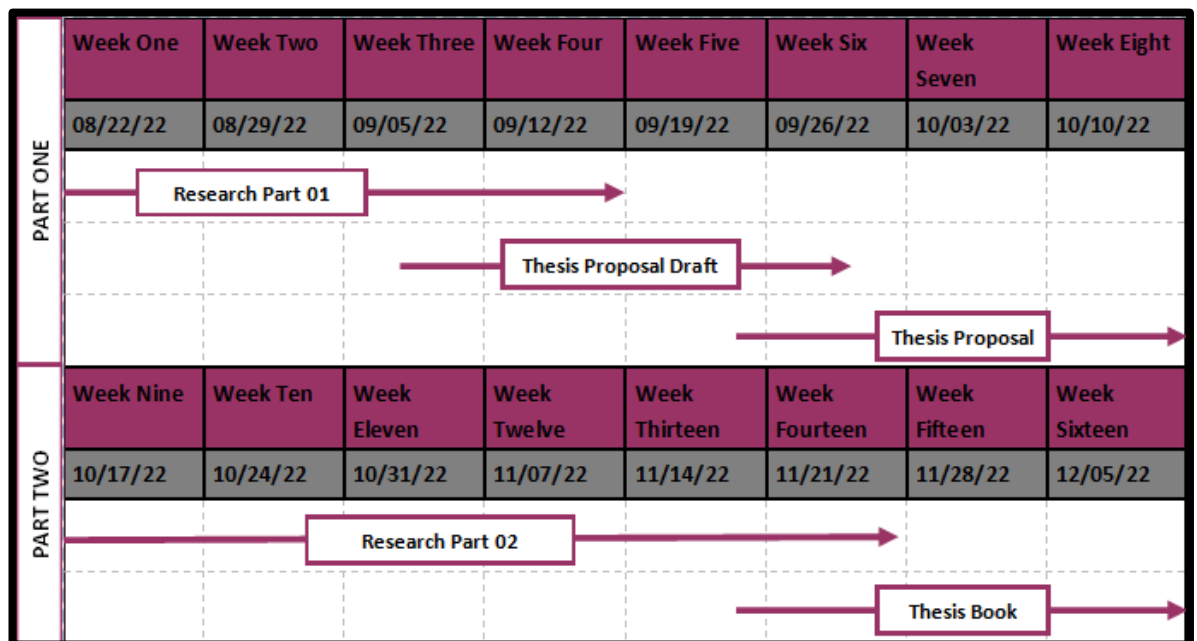 PART ONE
Week One Week Two Week Three Week Four Week Five Week Six Week Week Eight
Seven
08/22/22 08/29/22 09/05/22 09/12/22 09/19/22 09/26/22 10/03/22 10/10/22
Research Part 01
Thesis Proposal Draft
Thesis Proposal
PART TWO
Week Nine Week Ten Week Week Week Week Week Week
Eleven Twelve Thirteen Fourteen Fifteen Sixteen
10/17/22 10/24/22 10/31/22 11/07/22 11/14/22 11/21/22 11/28/22 12/05/22
Research Part 02
Thesis Book